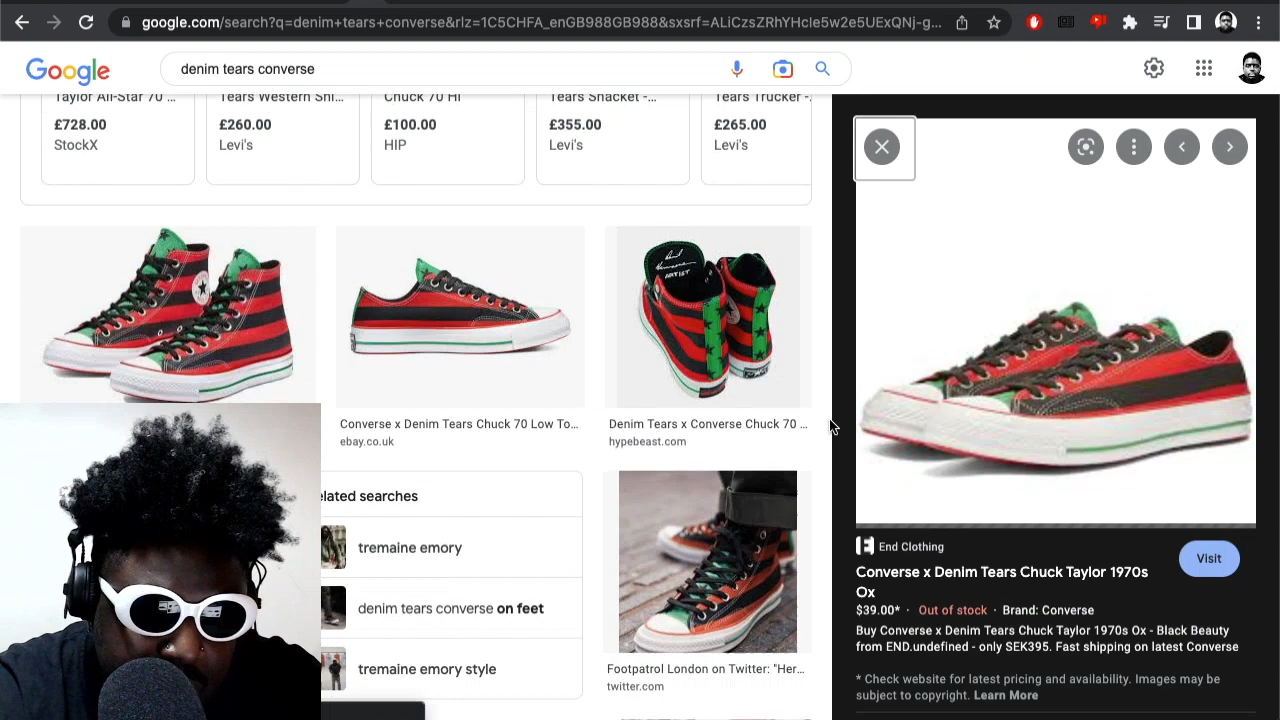 google.com/search?q=denim+tears+converse&rlz=1C5CHFA_enGB988GB988&sxsrf=ALiCzsZRhYHcIe5w2e5UExQNj-g...
Google
denim tears converse
Taylor All-Star 70 ...
£728.00
StockX
Tears Western Shi...
£260.00
Levi's
Chuck 70 Hi
£100.00
HIP
Tears Shacket -...
£355.00
Levi's
Tears Trucker -
£265.00
Levi's
Converse x Denim Tears Chuck 70 Low To...
ebay.co.uk
Denim Tears x Converse Chuck 70 ...
hypebeast.com
elated searches
tremaine emory
denim tears converse on feet
tremaine emory style
Footpatrol London on Twitter: "Her...
twitter.com
End Clothing
Visit
Converse x Denim Tears Chuck Taylor 1970s
Ox
$39.00* · Out of stock · Brand: Converse
Buy Converse x Denim Tears Chuck Taylor 1970s Ox - Black Beauty
from END.undefined - only SEK395. Fast shipping on latest Converse
* Check website for latest pricing and availability. Images may be
subject to copyright. Learn More